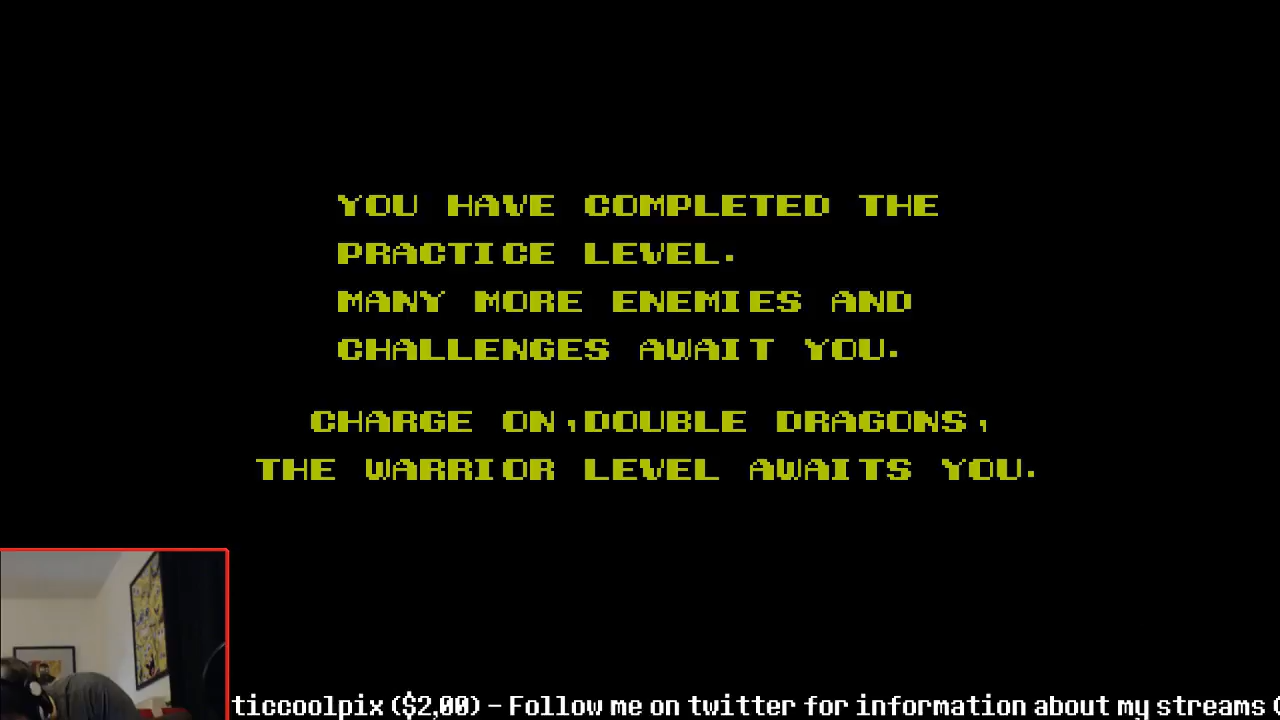 YOU HAVE COMPLETED THE
PRACTICE LEVEL.
MANY MORE ENEMIES AND
CHALLENGES AWAIT YOU.
CHARGE ON,DOUBLE DRAGONS,
THE WARRIOR LEVEL AWAITS YOU.
ticcoolpix ($2,00) - Follow me on twitter for information about my streams (